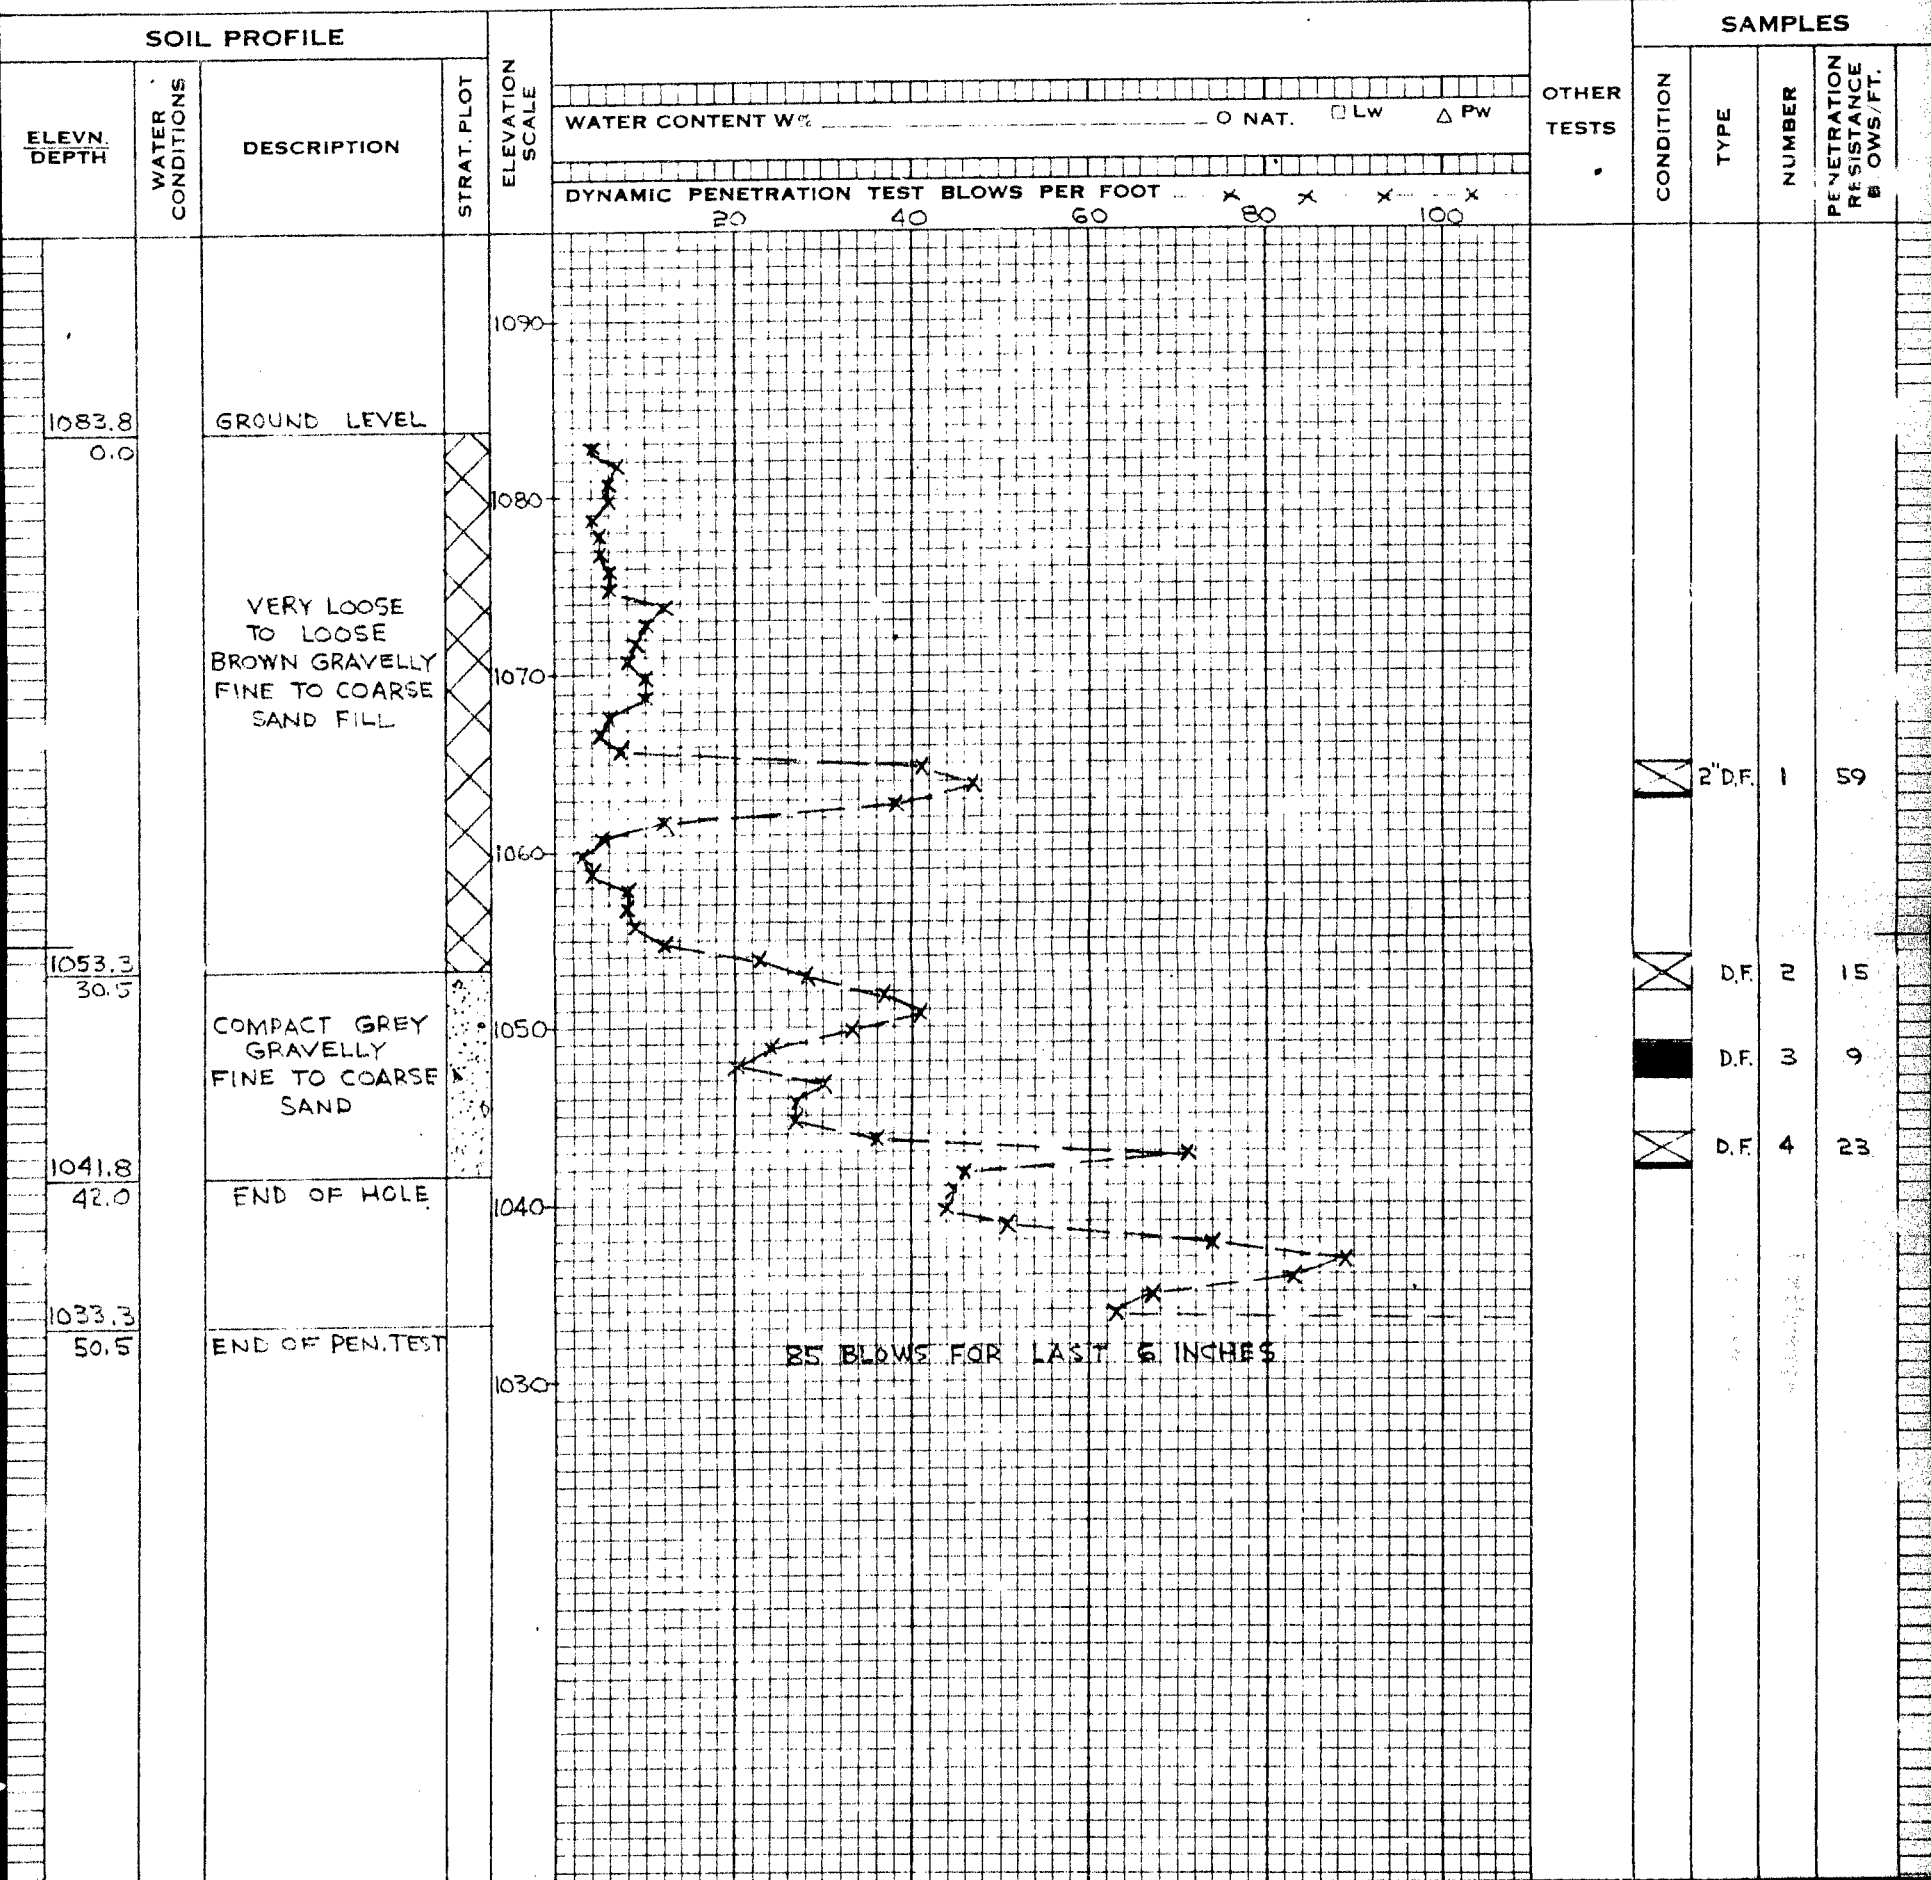 SOIL PROFILE
SAMPLES
ELEVN.
DEPTH
WATER
CONDITIONS
DESCRIPTION
STRAT. PLOT
ELEVATION
SCALE
WATER CONTENT W% O NAT. □ LW △ PW
DYNAMIC PENETRATION TEST BLOWS PER FOOT × × × ×
20 40 60 80 100
OTHER
TESTS
CONDITION
TYPE
NUMBER
PENETRATION
RESISTANCE
OWS/FT.
1090
1083.8
0.0
GROUND LEVEL
1080
VERY LOOSE
TO LOOSE
BROWN GRAVELLY
FINE TO COARSE
SAND FILL
1070
2"D.F. 1 59
1060
1053.3
30.5
D.F. 2 15
COMPACT GREY
GRAVELLY
FINE TO COARSE
SAND
1050
D.F. 3 9
D.F. 4 23
1041.8
42.0
END OF HOLE
1040
1033.3
50.5
END OF PEN. TEST
85 BLOWS FOR LAST 6 INCHES
1030